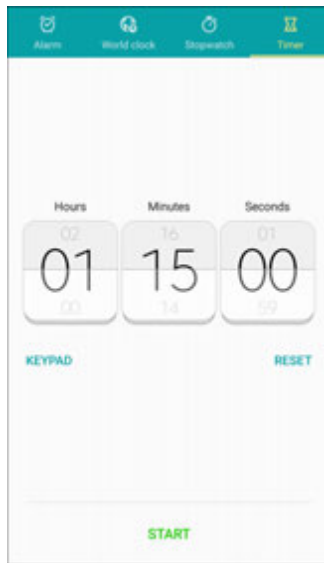 Alarm World clock Stopwatch Timer
Hours Minutes Seconds
02 16 01
01 15 00
00 14 59
KEYPAD RESET
START